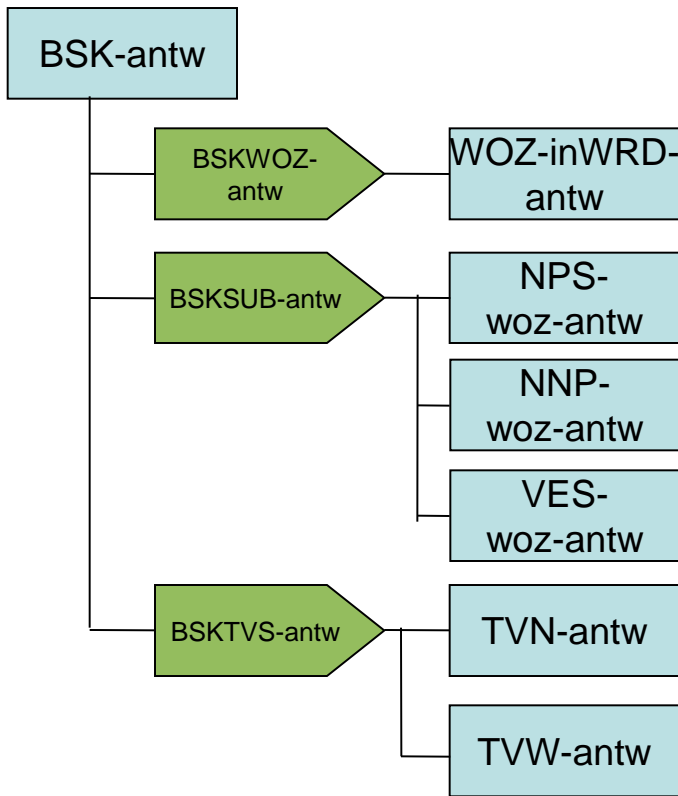 BSK-antw
BSKWOZ-
antw
WOZ-inWRD-
antw
BSKSUB-antw
NPS-
woz-antw
NNP-
woz-antw
VES-
woz-antw
BSKTVS-antw
TVN-antw
TVW-antw